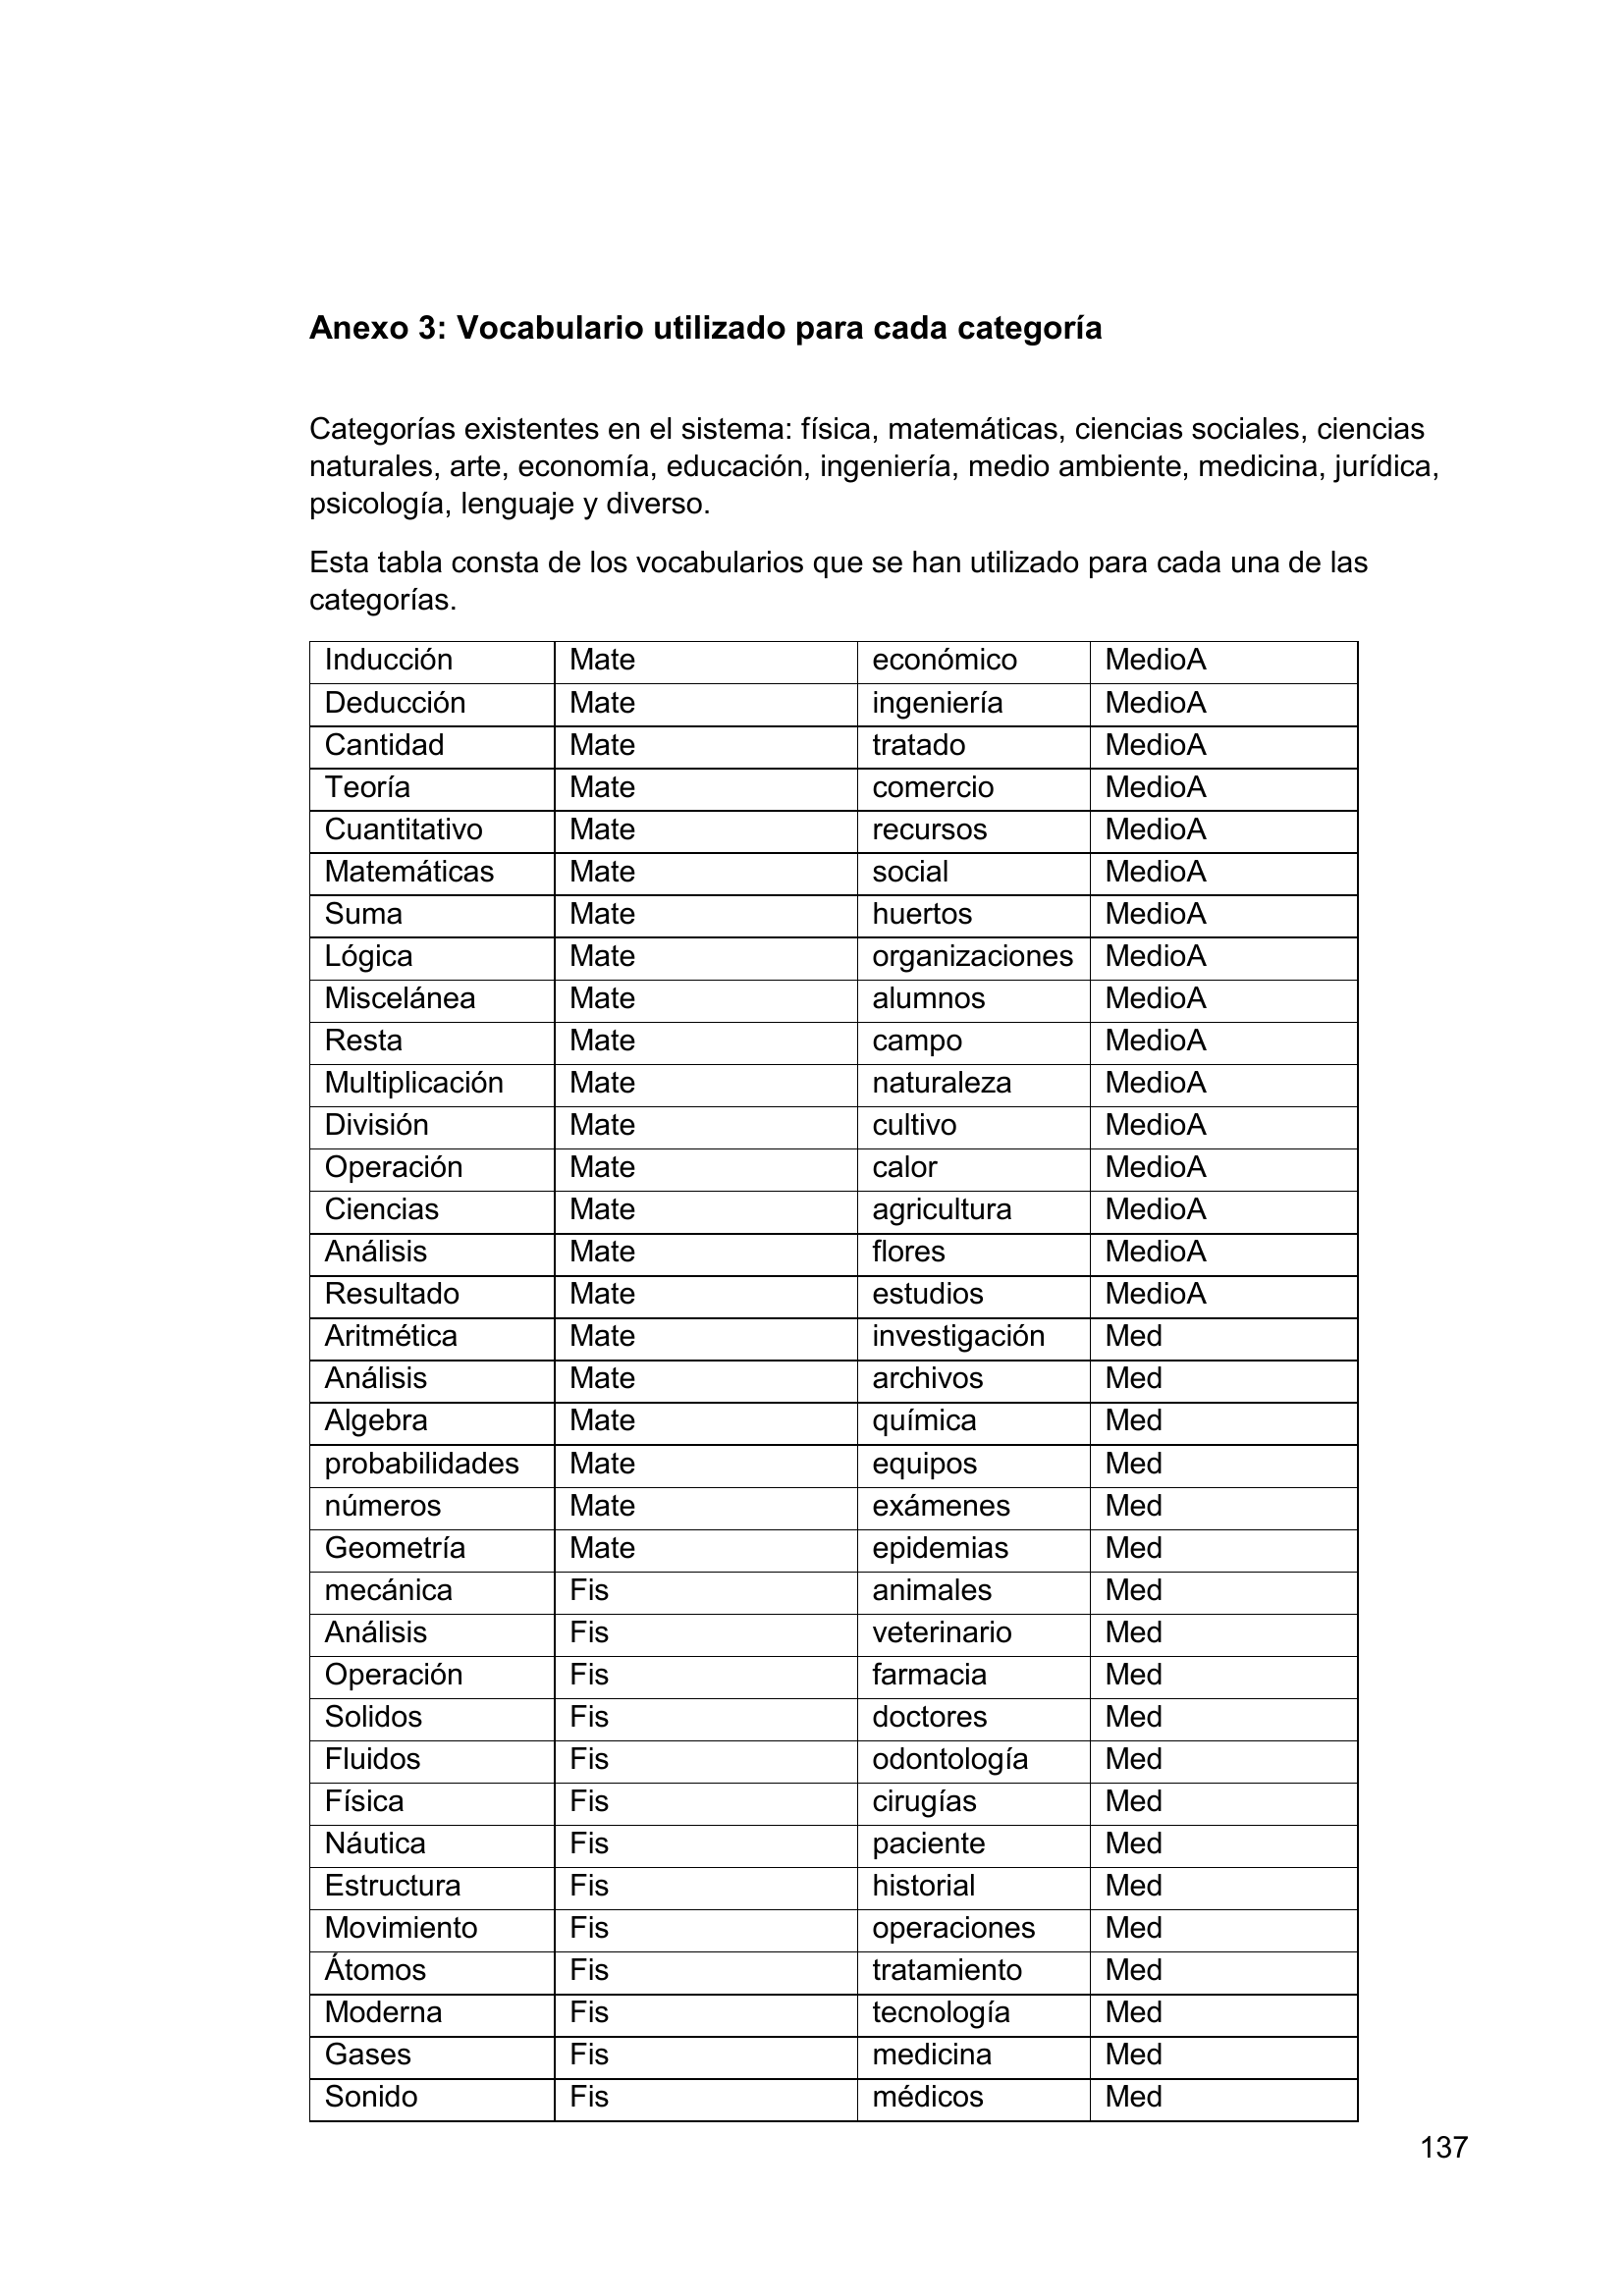 Anexo 3: Vocabulario utilizado para cada categoría
Categorías existentes en el sistema: física, matemáticas, ciencias sociales, ciencias
naturales, arte, economía, educación, ingeniería, medio ambiente, medicina, jurídica,
psicología, lenguaje y diverso.
Esta tabla consta de los vocabularios que se han utilizado para cada una de las
categorías.
Inducción Mate económico MedioA
Deducción Mate ingeniería MedioA
Cantidad Mate tratado MedioA
Teoría Mate comercio MedioA
Cuantitativo Mate recursos MedioA
Matemáticas Mate social MedioA
Suma Mate huertos MedioA
Lógica Mate organizaciones MedioA
Miscelánea Mate alumnos MedioA
Resta Mate campo MedioA
Multiplicación Mate naturaleza MedioA
División Mate cultivo MedioA
Operación Mate calor MedioA
Ciencias Mate agricultura MedioA
Análisis Mate flores MedioA
Resultado Mate estudios MedioA
Aritmética Mate investigación Med
Análisis Mate archivos Med
Algebra Mate química Med
probabilidades Mate equipos Med
números Mate exámenes Med
Geometría Mate epidemias Med
mecánica Fis animales Med
Análisis Fis veterinario Med
Operación Fis farmacia Med
Solidos Fis doctores Med
Fluidos Fis odontología Med
Física Fis cirugías Med
Náutica Fis paciente Med
Estructura Fis historial Med
Movimiento Fis operaciones Med
Átomos Fis tratamiento Med
Moderna Fis tecnología Med
Gases Fis medicina Med
Sonido Fis médicos Med
137